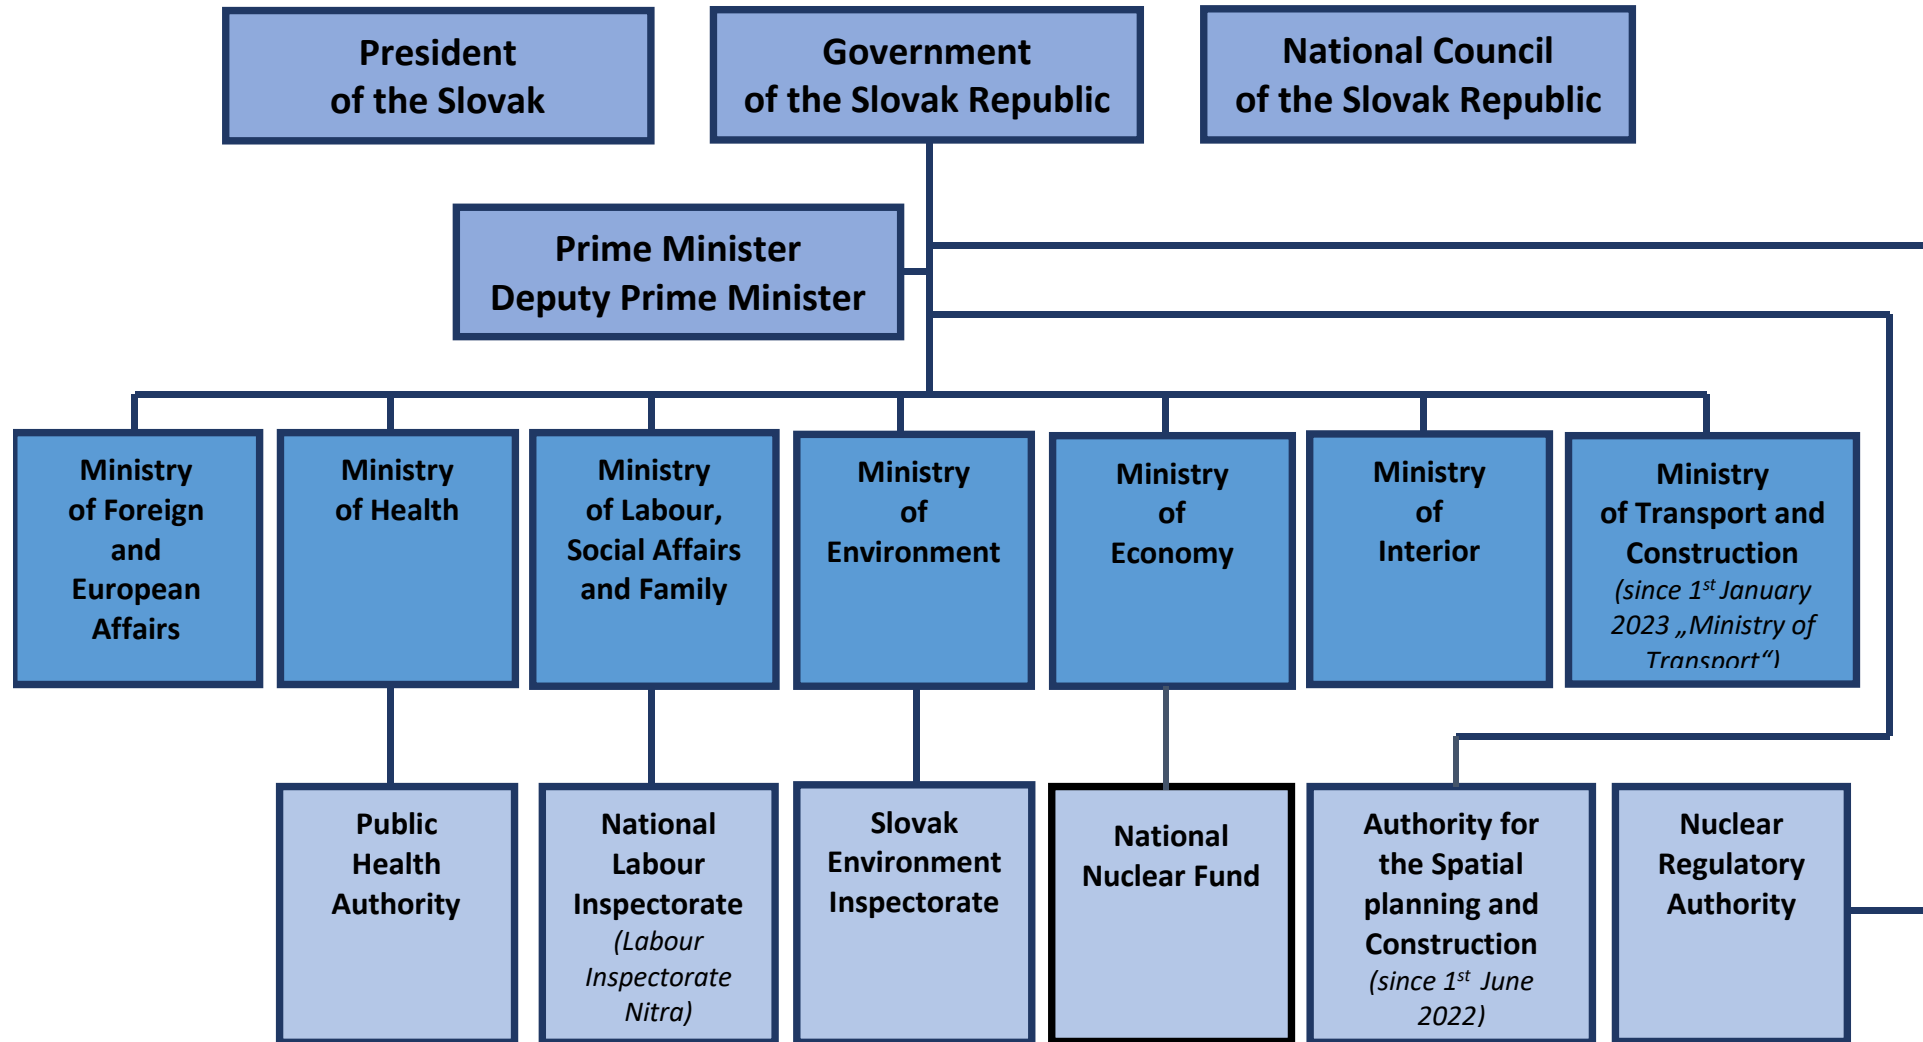 President
of the Slovak
Government
of the Slovak Republic
National Council
of the Slovak Republic
Prime Minister
Deputy Prime Minister
Ministry
of Foreign
and
European
Affairs
Ministry
of Health
Ministry
of Labour,
Social Affairs
and Family
Ministry
of
Environment
Ministry
of
Economy
Ministry
of
Interior
Ministry
of Transport and
Construction
(since 1st January
2023 „Ministry of
Transport“)
Public
Health
Authority
National
Labour
Inspectorate
(Labour
Inspectorate
Nitra)
Slovak
Environment
Inspectorate
National
Nuclear Fund
Authority for
the Spatial
planning and
Construction
(since 1st June
2022)
Nuclear
Regulatory
Authority